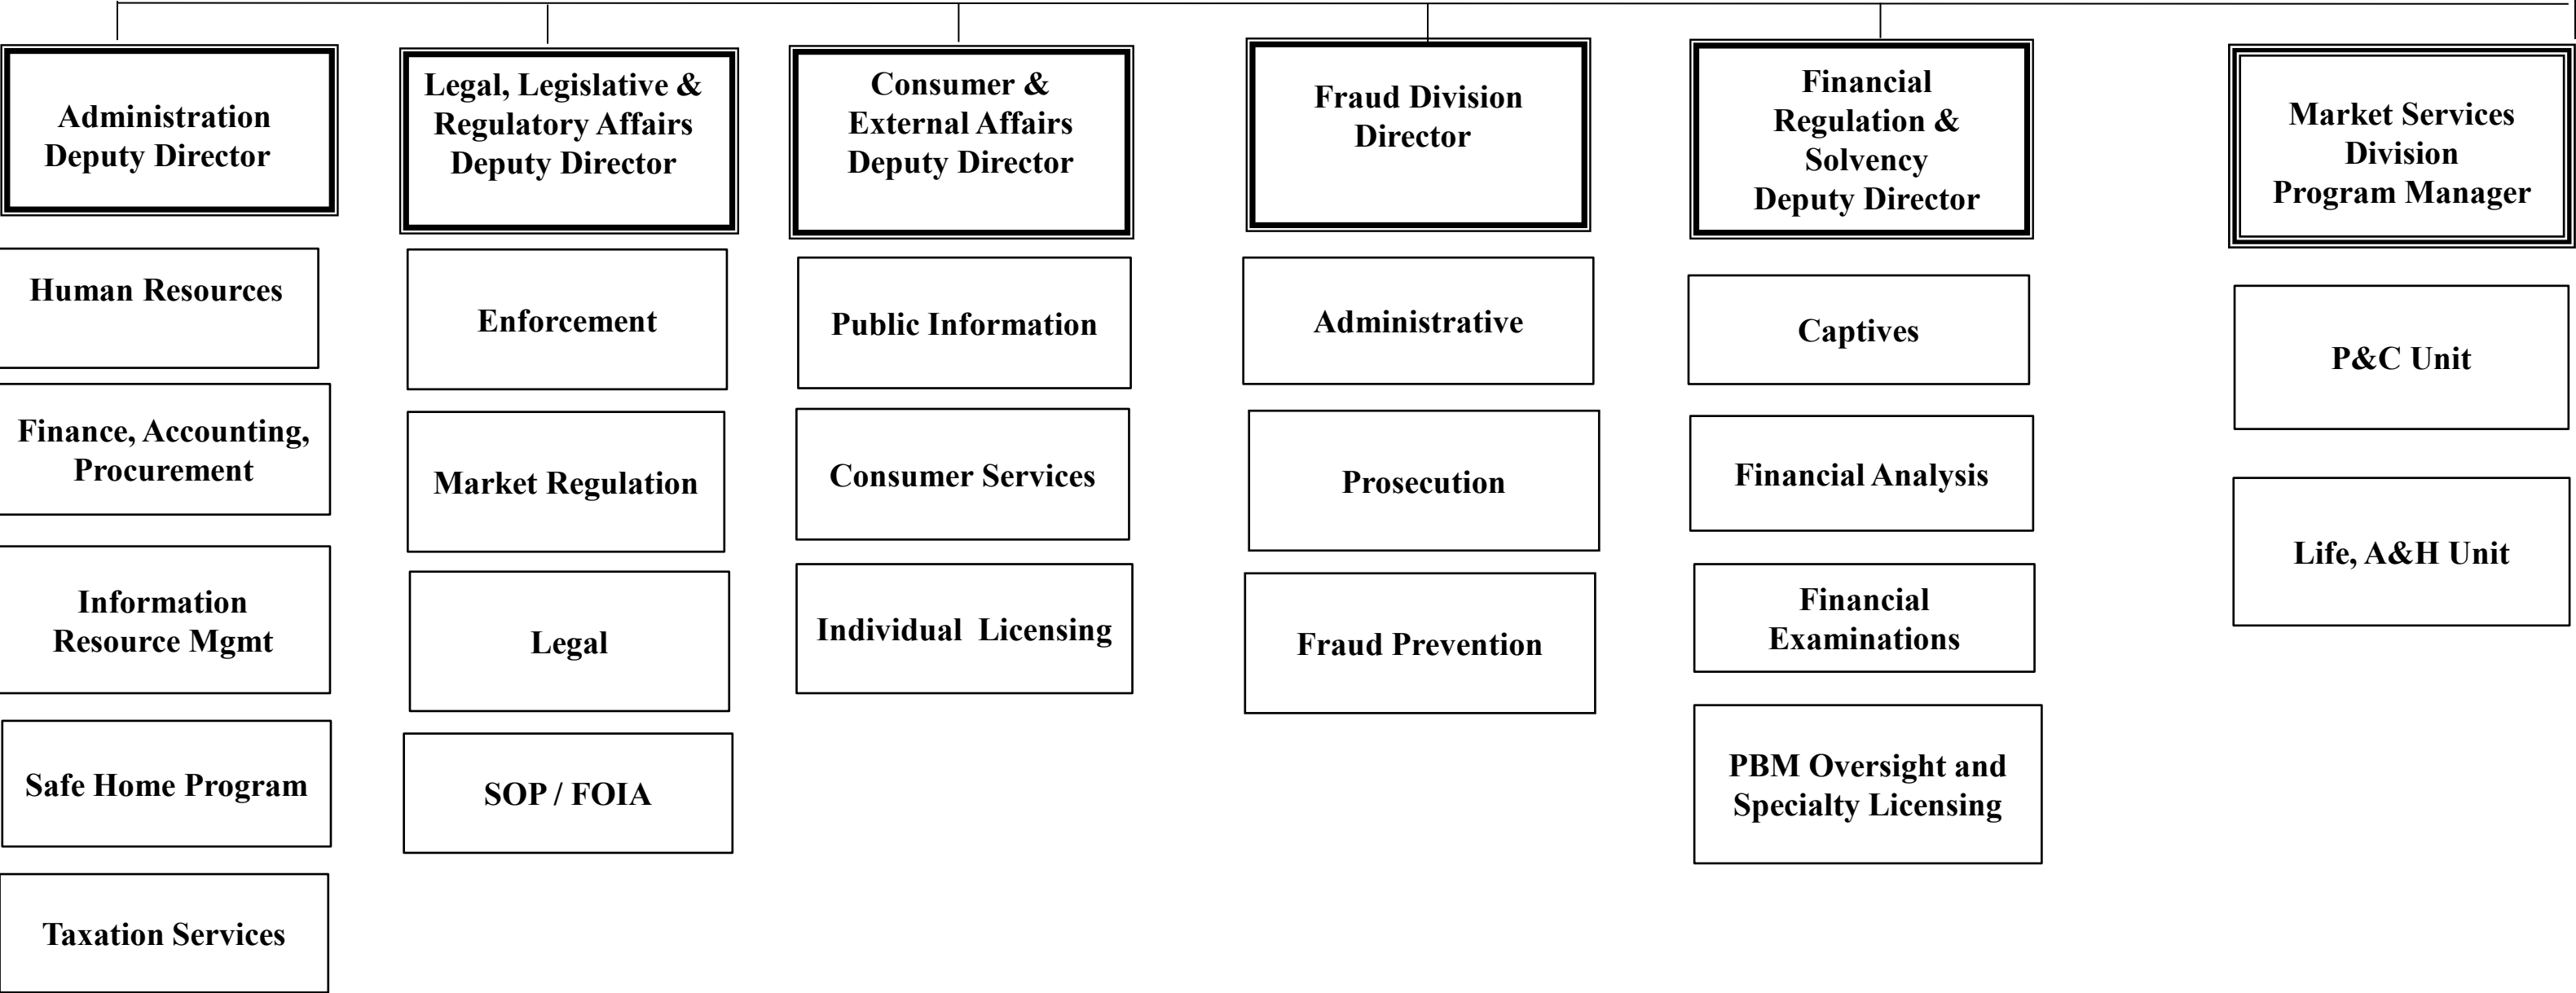 Administration
Deputy Director
Human Resources
Finance, Accounting,
Procurement
Information
Resource Mgmt
Safe Home Program
Taxation Services
Legal, Legislative &
Regulatory Affairs
Deputy Director
Enforcement
Market Regulation
Legal
SOP / FOIA
Consumer &
External Affairs
Deputy Director
Public Information
Consumer Services
Individual Licensing
Fraud Division
Director
Administrative
Prosecution
Fraud Prevention
Financial
Regulation &
Solvency
Deputy Director
Captives
Financial Analysis
Financial
Examinations
PBM Oversight and
Specialty Licensing
Market Services
Division
Program Manager
P&C Unit
Life, A&H Unit